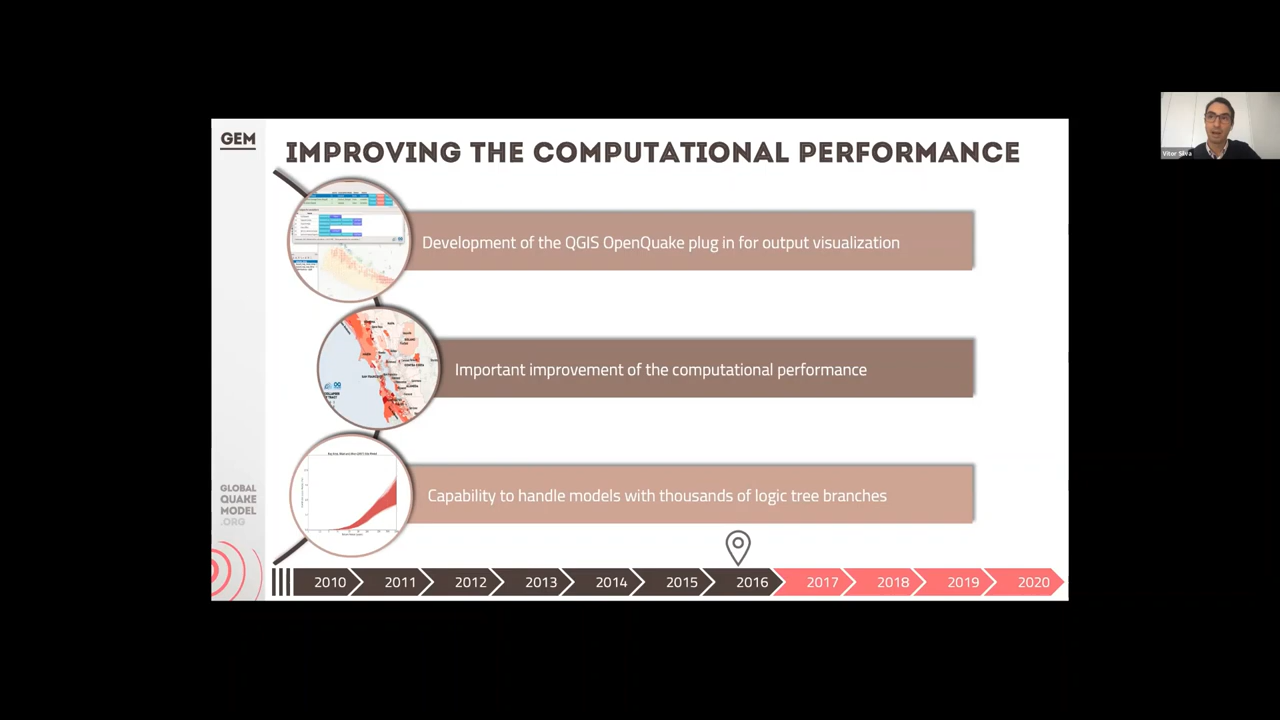 GEM
IMPROVING THE COMPUTATIONAL PERFORMANCE
Development of the QGIS OpenQuake plug in for output visualization
Important improvement of the computational performance
Capability to handle models with thousands of logic tree branches
GLOBAL
QUAKE
MODEL
.ORG
2010 2011 2012 2013 2014 2015 2016 2017 2018 2019 2020
Vitor Silva